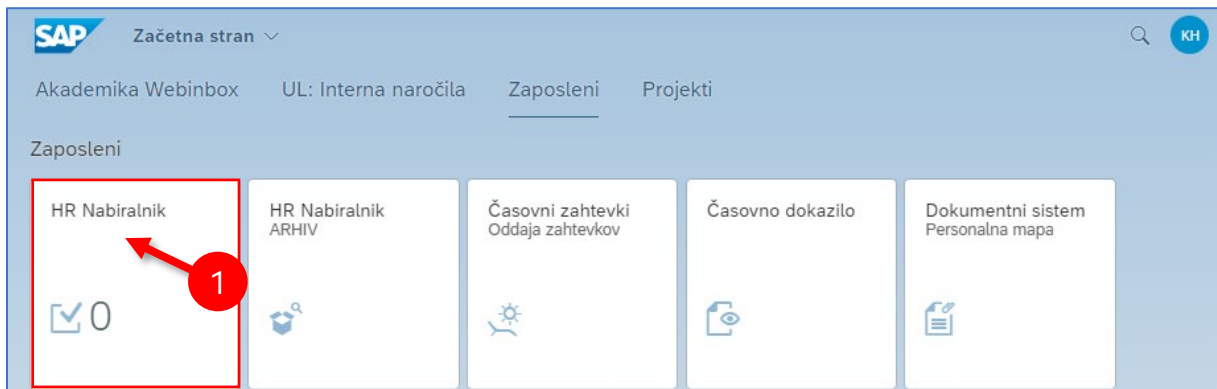 SAP Začetna stran
KH
Akademika Webinbox UL: Interna naročila Zaposleni Projekti
Zaposleni
HR Nabiralnik
1
0
HR Nabiralnik
ARHIV
Časovni zahtevki
Oddaja zahtevkov
Časovno dokazilo
Dokumentni sistem
Personalna mapa